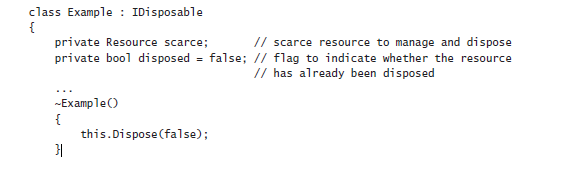 class Example : IDisposable
{
    private Resource scarce;       // scarce resource to manage and dispose
    private bool disposed = false; // flag to indicate whether the resource
                                   // has already been disposed
    ...
    ~Example()
    {
        this.Dispose(false);
    }